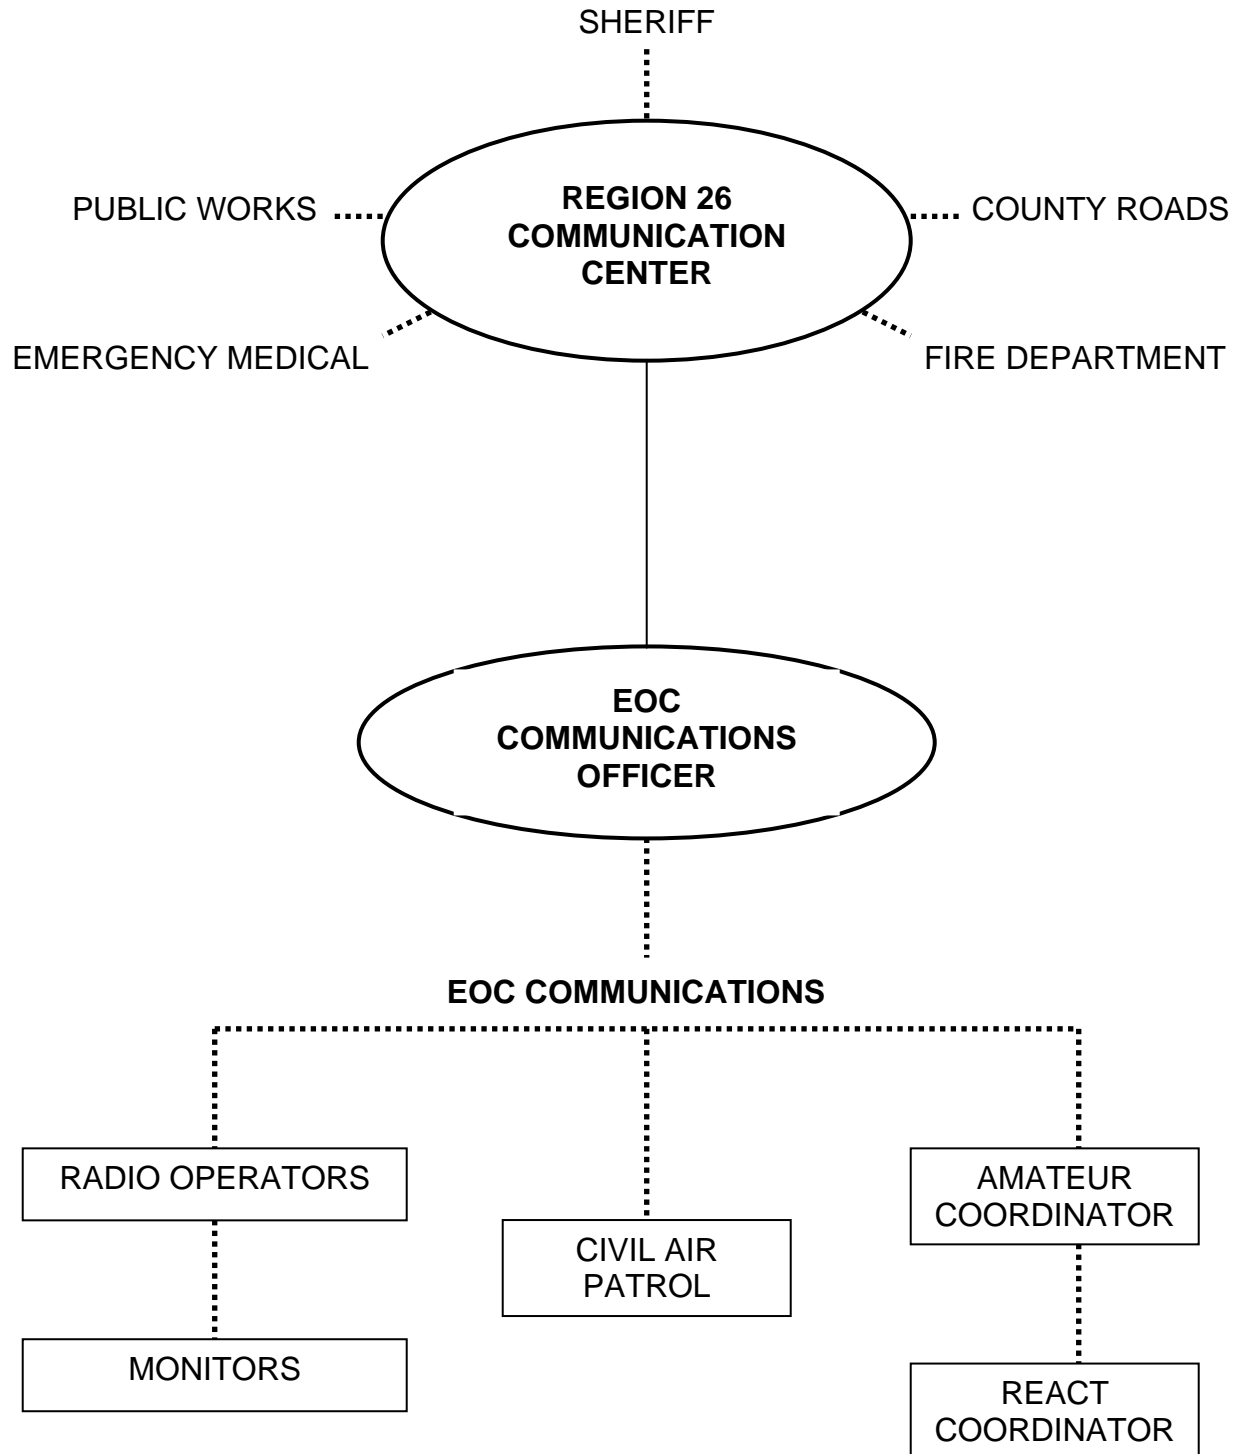 SHERIFF
PUBLIC WORKS
REGION 26
COMMUNICATION
CENTER
COUNTY ROADS
EMERGENCY MEDICAL
FIRE DEPARTMENT
EOC
COMMUNICATIONS
OFFICER
EOC COMMUNICATIONS
RADIO OPERATORS
CIVIL AIR
PATROL
AMATEUR
COORDINATOR
MONITORS
REACT
COORDINATOR